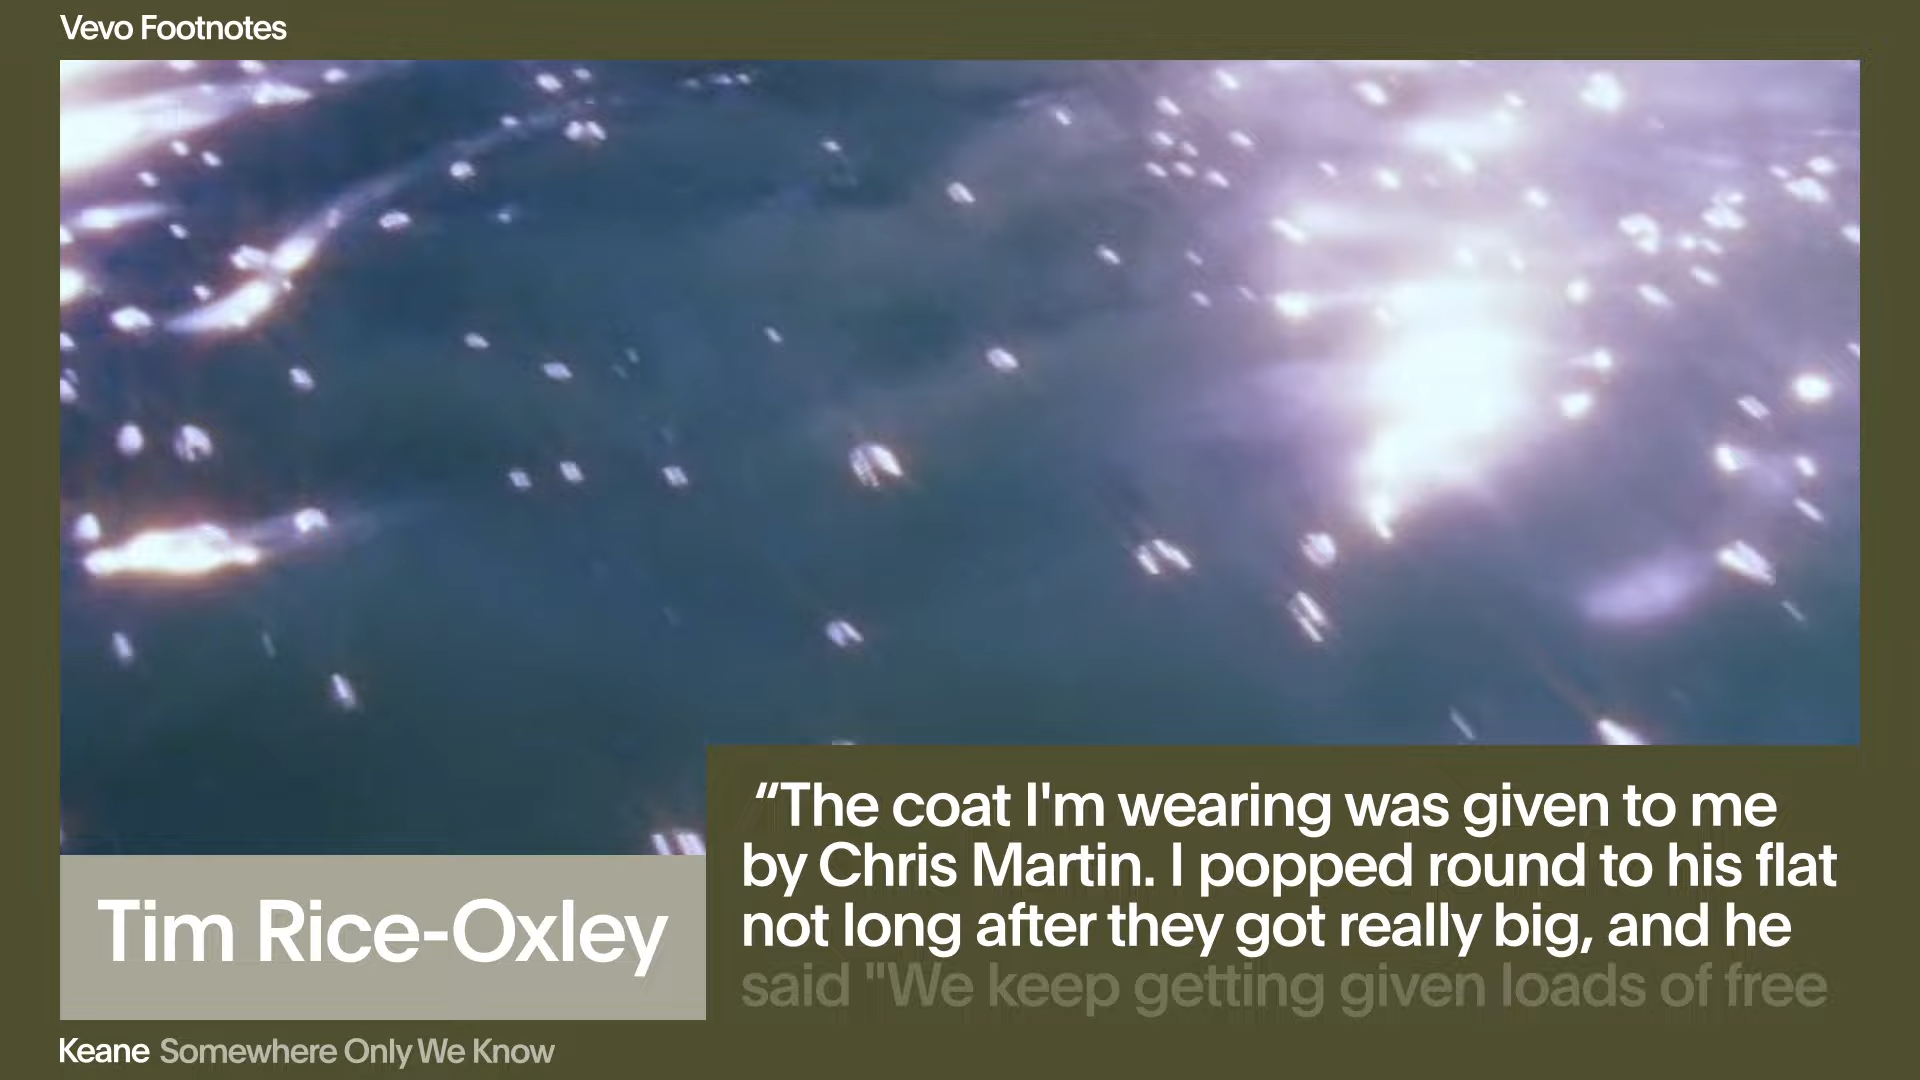 Vevo Footnotes
Tim Rice-Oxley
“The coat I'm wearing was given to me
by Chris Martin. I popped round to his flat
not long after they got really big, and he
said "We keep getting given loads of free
Keane Somewhere Only We Know